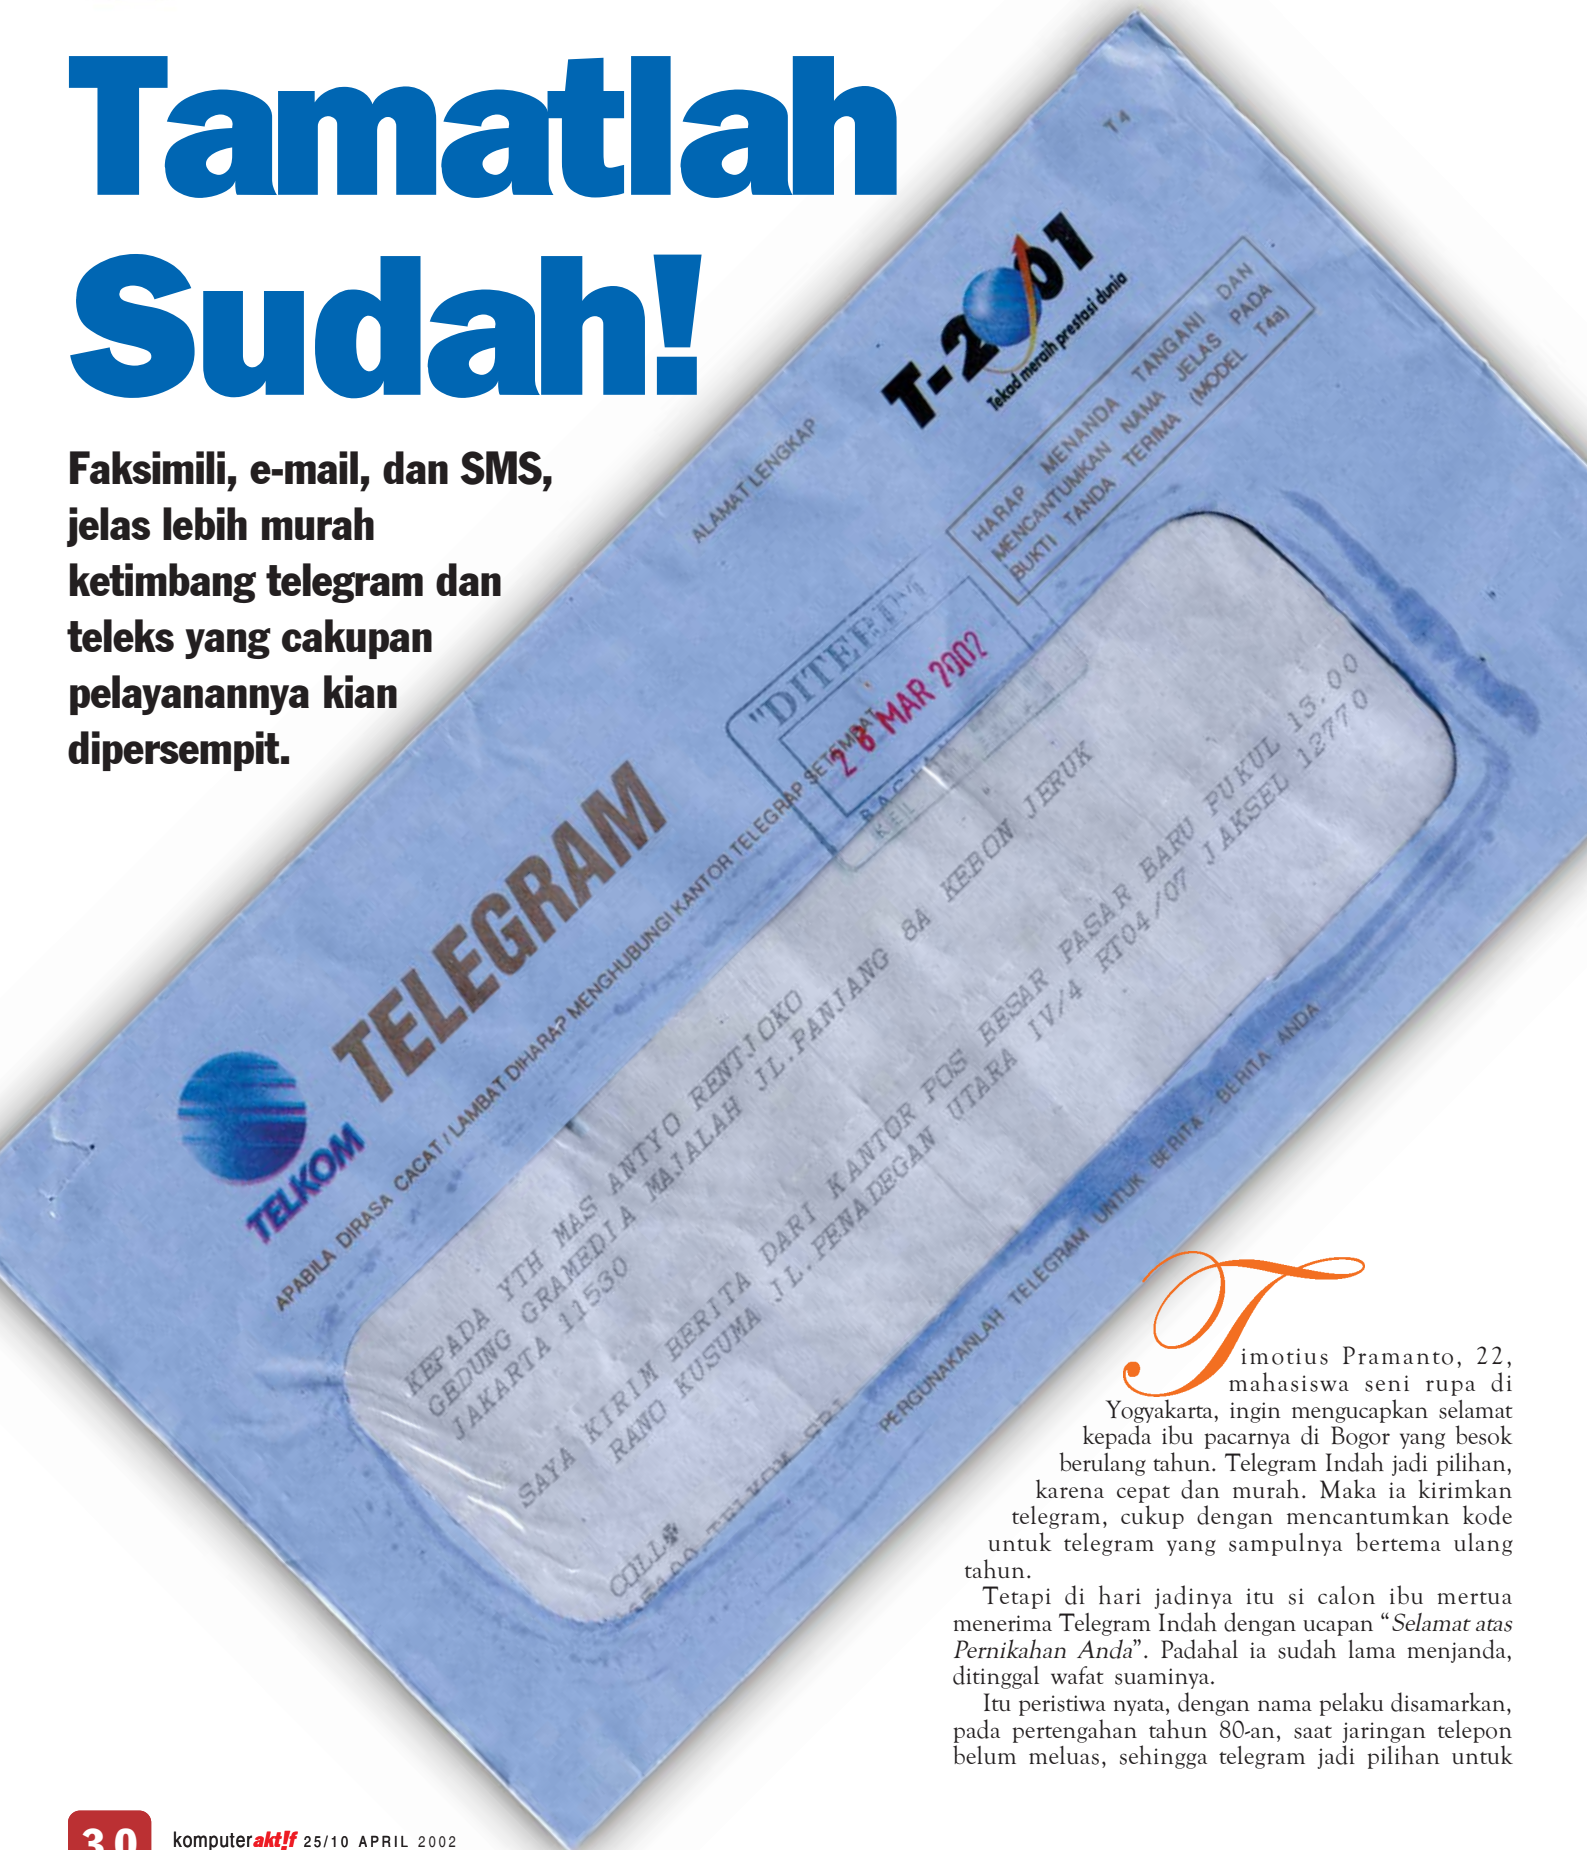 Tamatlah
Sudah!
Faksimili, e-mail, dan SMS,
jelas lebih murah
ketimbang telegram dan
teleks yang cakupan
pelayanannya kian
dipersempit.
T4
T-2001
Tekad meraih prestasi dunia
HARAP MENANDA TANGANI DAN
MENCANTUMKAN NAMA JELAS PADA
BUKTI TANDA TERIMA (MODEL T4a)
ALAMAT LENGKAP
"DITERIMA"
28 MAR 2002
BAGIAN
KEL
TELKOM
TELEGRAM
APABILA DIRASA CACAT / LAMBAT DIHARAP MENGHUBUNGI KANTOR TELEGRAP SETEMPAT
KEPADA YTH MAS ANTYO RENTJOKO
GEDUNG GRAMEDIA MAJALAH JL.PANJANG 8A KEBON JERUK
JAKARTA 11530
SAYA KIRIM BERITA DARI KANTOR POS BESAR PASAR BARU PUKUL 13.00
RANO KUSUMA JL.PENADEGAN UTARA IV/4 RT04/07 JAKSEL 12770
COLL
TELKOM
PERGUNAKANLAH TELEGRAM UNTUK BERITA - BERITA ANDA
Timotius Pramanto, 22,
mahasiswa seni rupa di
Yogyakarta, ingin mengucapkan selamat
kepada ibu pacarnya di Bogor yang besok
berulang tahun. Telegram Indah jadi pilihan,
karena cepat dan murah. Maka ia kirimkan
telegram, cukup dengan mencantumkan kode
untuk telegram yang sampulnya bertema ulang
tahun.
Tetapi di hari jadinya itu si calon ibu mertua
menerima Telegram Indah dengan ucapan “Selamat atas
Pernikahan Anda”. Padahal ia sudah lama menjanda,
ditinggal wafat suaminya.
Itu peristiwa nyata, dengan nama pelaku disamarkan,
pada pertengahan tahun 80-an, saat jaringan telepon
belum meluas, sehingga telegram jadi pilihan untuk
30
komputerakt!f 25/10 APRIL 2002